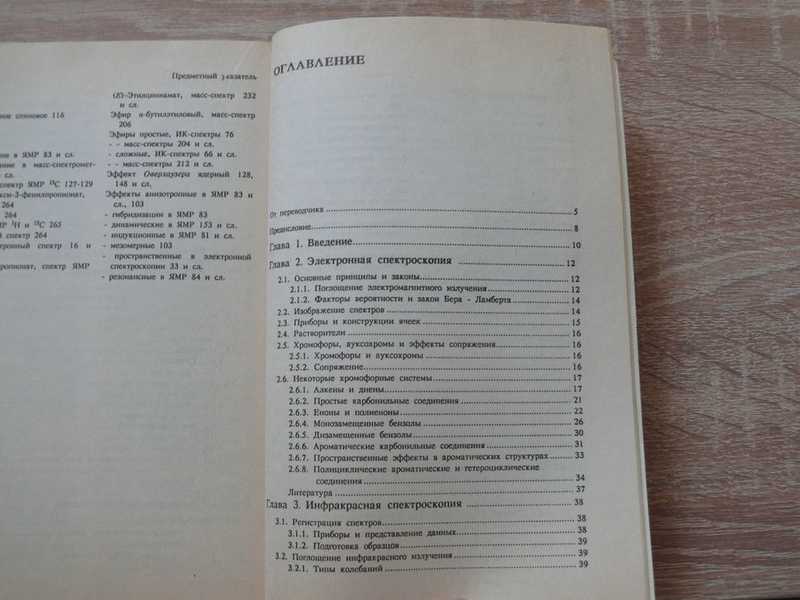 Предметный указатель
ное спиновое 116
ние в ЯМР 83 и сл.
ение в масс-спектромет-
сл.
спектр ЯМР ¹³C 127-129
кси-3-фенилпропионат,
264
264
МР ¹H и ¹³C 265
й спектр 264
тронный спектр 16 и
ропионат, спектр ЯМР
Этилциннамат, масс-спектр 232
и сл.
Эфир н-бутилэтиловый, масс-спектр
206
Эфиры простые, ИК-спектры 76
- - масс-спектры 204 и сл.
- сложные, ИК-спектры 66 и сл.
- - масс-спектры 212 и сл.
Эффект Оверхаузера ядерный 128,
148 и сл.
Эффекты анизотропные в ЯМР 83 и
сл., 103
- гибридизации в ЯМР 83
- динамические в ЯМР 153 и сл.
- индукционные в ЯМР 81 и сл.
- мезомерные 103
- пространственные в электронной
спектроскопии 33 и сл.
- резонансные в ЯМР 84 и сл.
ОГЛАВЛЕНИЕ
От переводчика 5
Предисловие 8
Глава 1. Введение 10
Глава 2. Электронная спектроскопия 12
2.1. Основные принципы и законы 12
2.1.1. Поглощение электромагнитного излучения 12
2.1.2. Факторы вероятности и закон Бера - Ламберта 14
2.2. Изображение спектров 14
2.3. Приборы и конструкции ячеек 15
2.4. Растворители 16
2.5. Хромофоры, ауксохромы и эффекты сопряжения 16
2.5.1. Хромофоры и ауксохромы 16
2.5.2. Сопряжение 16
2.6. Некоторые хромофорные системы 17
2.6.1. Алкены и диены 17
2.6.2. Простые карбонильные соединения 21
2.6.3. Еноны и полиеноны 22
2.6.4. Монозамещенные бензолы 26
2.6.5. Дизамещенные бензолы 30
2.6.6. Ароматические карбонильные соединения 31
2.6.7. Пространственные эффекты в ароматических структурах 33
2.6.8. Полициклические ароматические и гетероциклические
соединения 34
Литература 37
Глава 3. Инфракрасная спектроскопия 38
3.1. Регистрация спектров 38
3.1.1. Приборы и представление данных 38
3.1.2. Подготовка образцов 39
3.2. Поглощение инфракрасного излучения 39
3.2.1. Типы колебаний 39